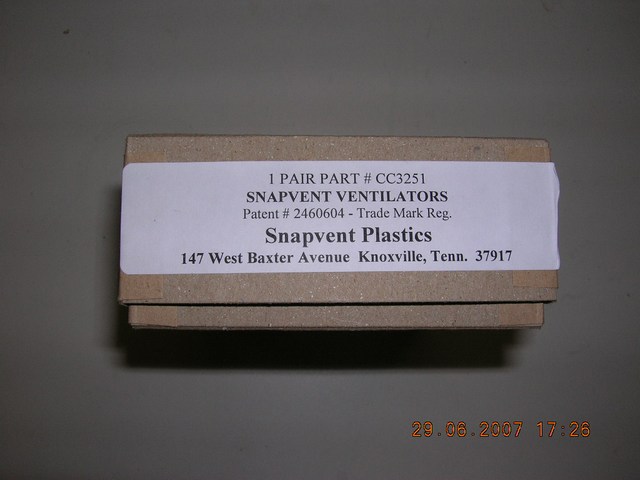 1 PAIR PART # CC3251
SNAPVENT VENTILATORS
Patent # 2460604 - Trade Mark Reg.
Snapvent Plastics
147 West Baxter Avenue Knoxville, Tenn. 37917
29.06.2007 17:26